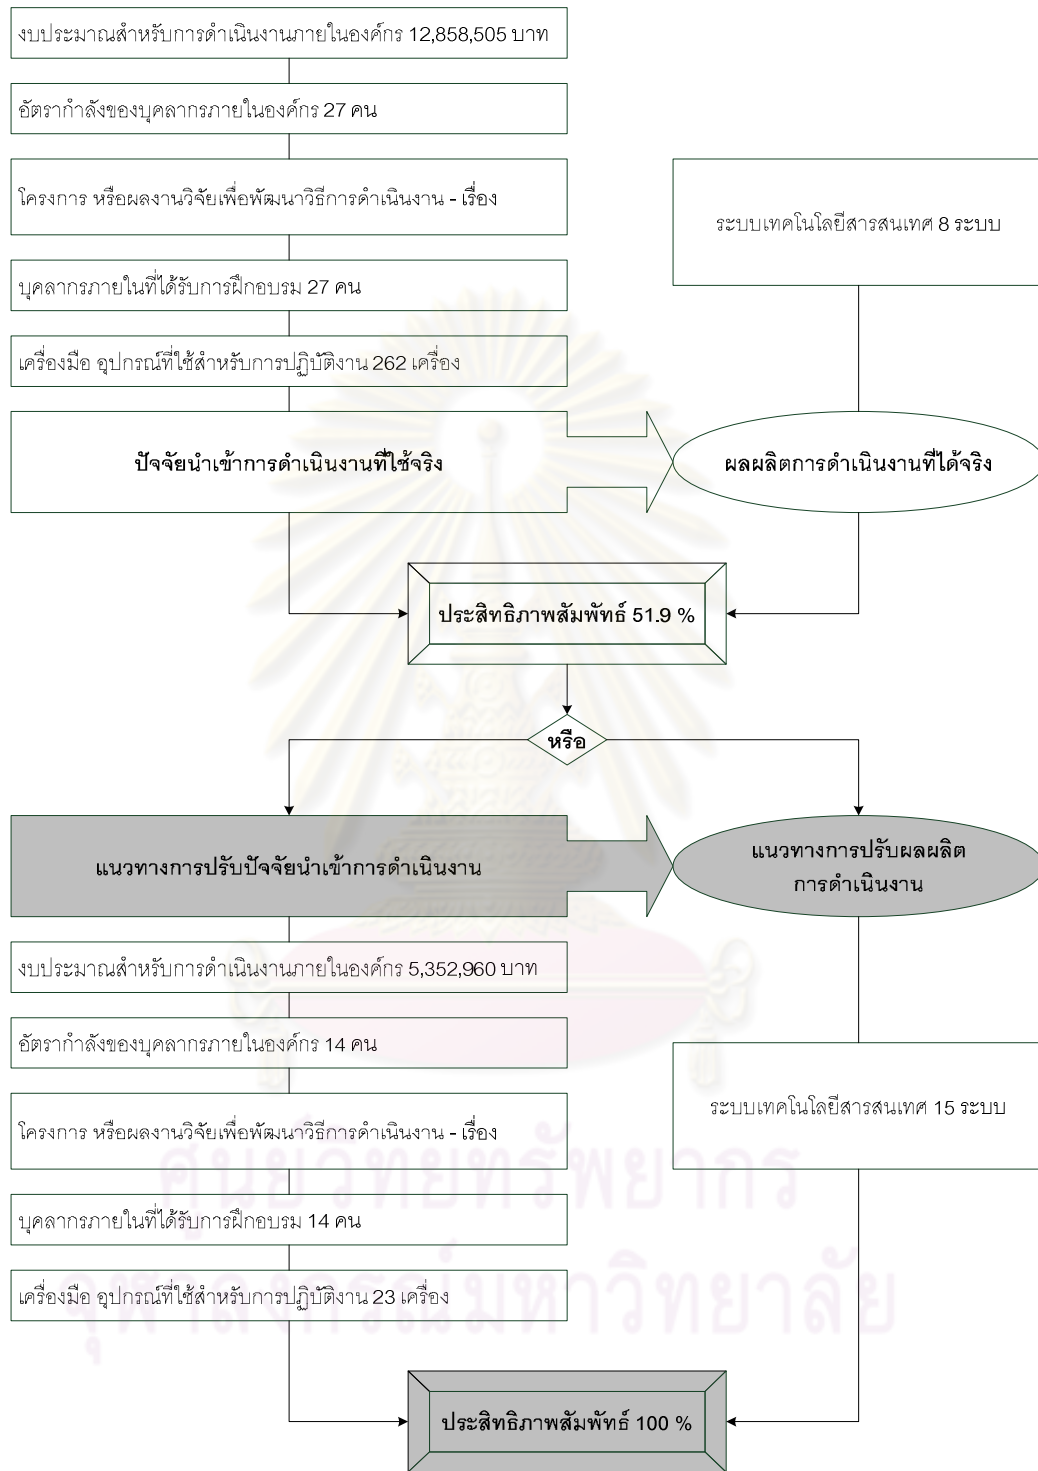 งบประมาณสำหรับการดำเนินงานภายในองค์กร 12,858,505 บาท
อัตรากำลังของบุคลากรภายในองค์กร 27 คน
โครงการ หรือผลงานวิจัยเพื่อพัฒนาวิธีการดำเนินงาน - เรื่อง
ระบบเทคโนโลยีสารสนเทศ 8 ระบบ
บุคลากรภายในที่ได้รับการฝึกอบรม 27 คน
เครื่องมือ อุปกรณ์ที่ใช้สำหรับการปฏิบัติงาน 262 เครื่อง
ปัจจัยนำเข้าการดำเนินงานที่ใช้จริง
ผลผลิตการดำเนินงานที่ได้จริง
ประสิทธิภาพสัมพัทธ์ 51.9 %
หรือ
แนวทางการปรับปัจจัยนำเข้าการดำเนินงาน
แนวทางการปรับผลผลิต
การดำเนินงาน
งบประมาณสำหรับการดำเนินงานภายในองค์กร 5,352,960 บาท
อัตรากำลังของบุคลากรภายในองค์กร 14 คน
โครงการ หรือผลงานวิจัยเพื่อพัฒนาวิธีการดำเนินงาน - เรื่อง
ระบบเทคโนโลยีสารสนเทศ 15 ระบบ
บุคลากรภายในที่ได้รับการฝึกอบรม 14 คน
เครื่องมือ อุปกรณ์ที่ใช้สำหรับการปฏิบัติงาน 23 เครื่อง
ประสิทธิภาพสัมพัทธ์ 100 %
ศูนย์วิทยทรัพยากร
จุฬาลงกรณ์มหาวิทยาลัย